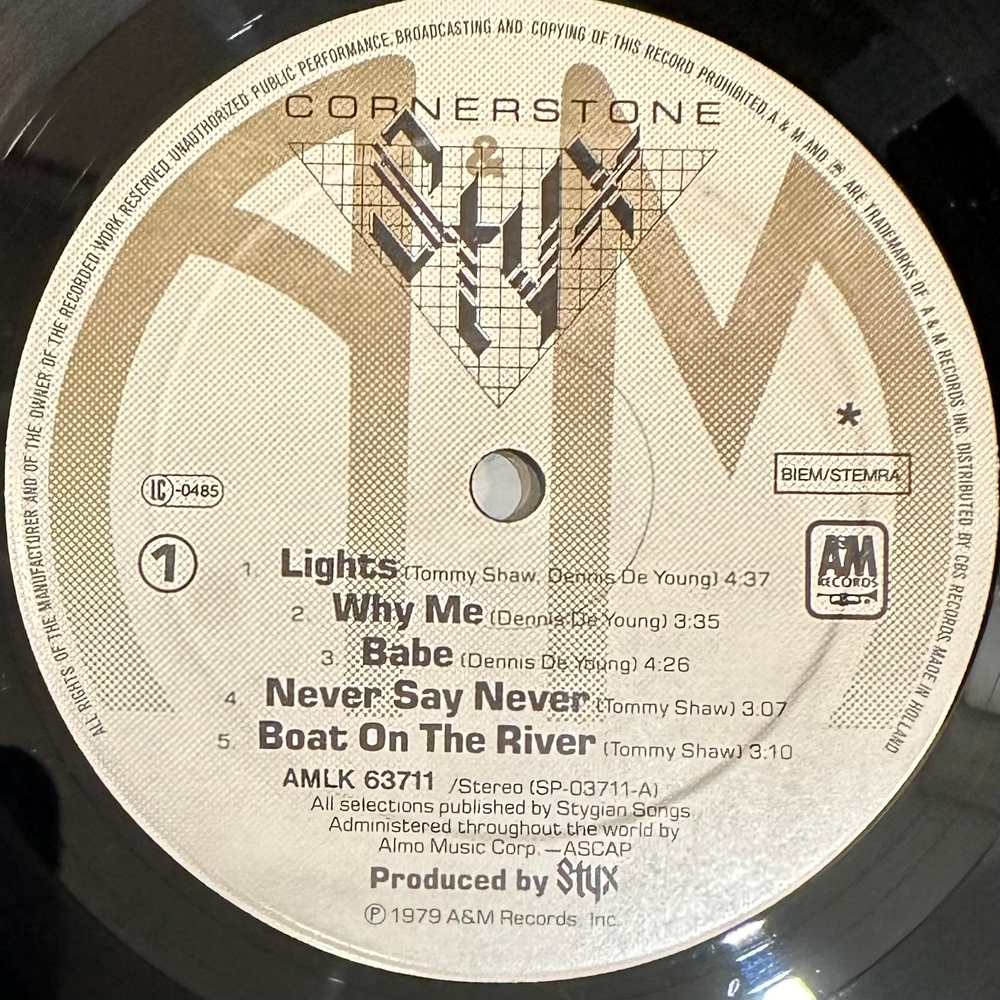 ALL RIGHTS OF THE MANUFACTURER AND OF THE OWNER OF THE RECORDED WORK RESERVED UNAUTHORIZED PUBLIC PERFORMANCE, BROADCASTING AND COPYING OF THIS RECORD PROHIBITED. A & M AND ARE TRADEMARKS OF A & M RECORDS INC. DISTRIBUTED BY CBS RECORDS MADE IN HOLLAND
CORNERSTONE
&
Styx
*
BIEM/STEMRA
LC-0485
A&M
RECORDS
1
1 Lights (Tommy Shaw, Dennis De Young) 4:37
2. Why Me (Dennis De Young) 3:35
3. Babe (Dennis De Young) 4:26
4 Never Say Never (Tommy Shaw) 3.07
5. Boat On The River (Tommy Shaw) 3:10
AMLK 63711 /Stereo (SP-03711-A)
All selections published by Stygian Songs
Administered throughout the world by
Almo Music Corp. — ASCAP
Produced by Styx
℗ 1979 A&M Records, Inc.